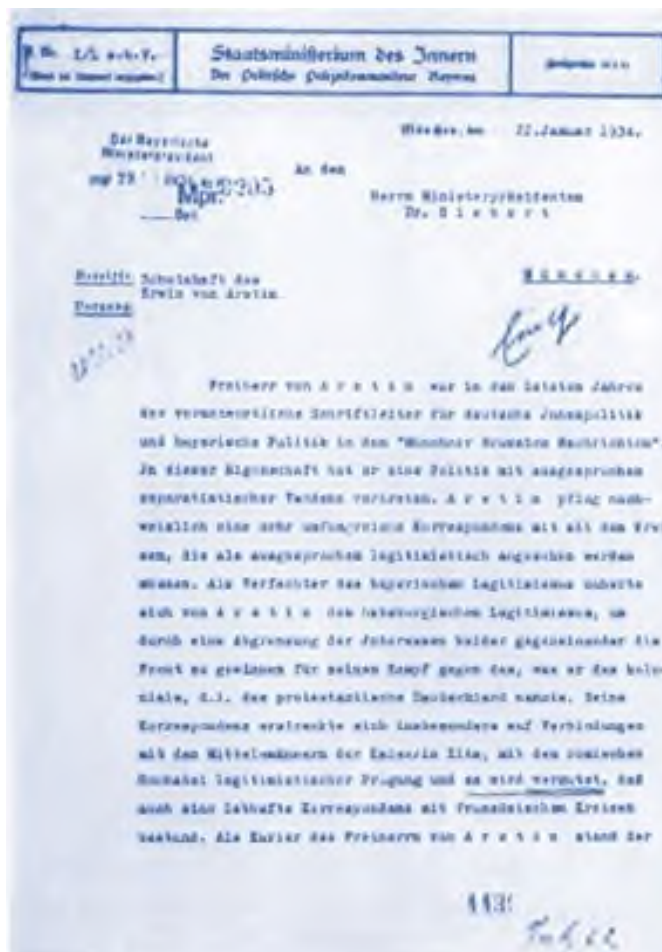 Staatsministerium des Innern
Der Politische Polizeikommandeur Bayerns
München, den 22. Januar 1934.
Der Bayerische
Ministerpräsident
An den
Mpr.
Herrn Ministerpräsidenten
Dr. S i e b e r t
M ü n c h e n.
Betreff: Schutzhaft des
Erwin von Aretin
Vorgang:
Freiherr von A r e t i n war in den letzten Jahren
der verantwortliche Schriftleiter für deutsche Innenpolitik
und bayerische Politik in den "Münchner Neuesten Nachrichten".
In dieser Eigenschaft hat er eine Politik mit ausgesprochen
separatistischer Tendenz vertreten. A r e t i n pflog nach-
weislich eine sehr umfangreiche Korrespondenz mit all den Krei
sen, die als ausgesprochen legitimistisch angesehen werden
müssen. Als Verfechter des bayerischen Legitimismus näherte
sich von A r e t i n dem habsburgischen Legitimismus, um
durch eine Abgrenzung der Interessen beider gegeneinander die
Front zu gewinnen für seinen Kampf gegen das, was er das kolo
niale, d.i. das protestantische Deutschland nannte. Seine
Korrespondenz erstreckte sich insbesondere auf Verbindungen
mit den Mittelsmännern der Kaiserin Zita, mit dem
Hochadel legitimistischer Prägung und es wird vermutet, daß
auch eine lebhafte Korrespondenz mit französischen Kreisen
bestand. Als Kurier des Freiherrn von A r e t i n stand der